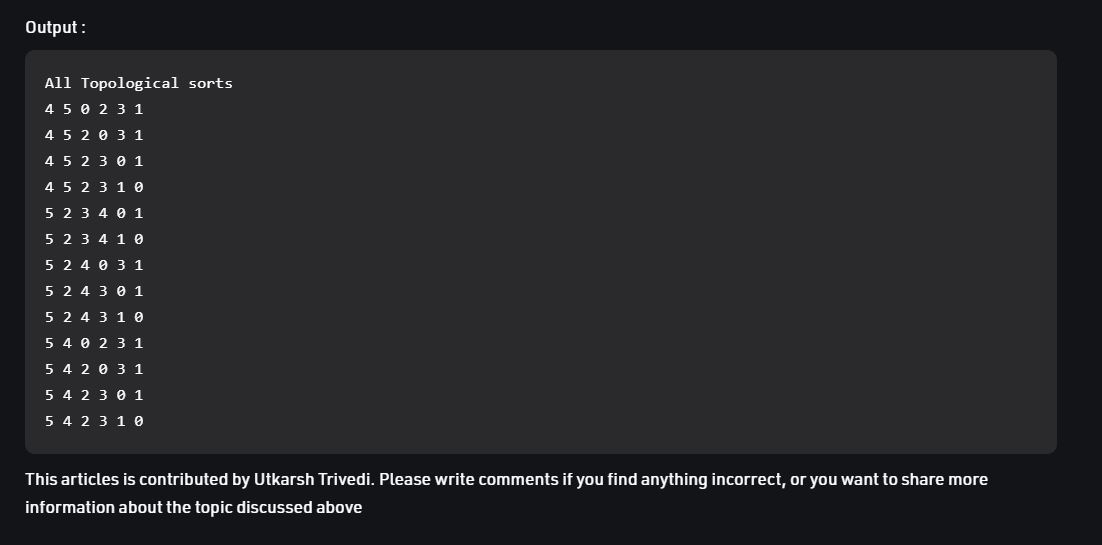 Output :
All Topological sorts
4 5 0 2 3 1
4 5 2 0 3 1
4 5 2 3 0 1
4 5 2 3 1 0
5 2 3 4 0 1
5 2 3 4 1 0
5 2 4 0 3 1
5 2 4 3 0 1
5 2 4 3 1 0
5 4 0 2 3 1
5 4 2 0 3 1
5 4 2 3 0 1
5 4 2 3 1 0
This articles is contributed by Utkarsh Trivedi. Please write comments if you find anything incorrect, or you want to share more
information about the topic discussed above